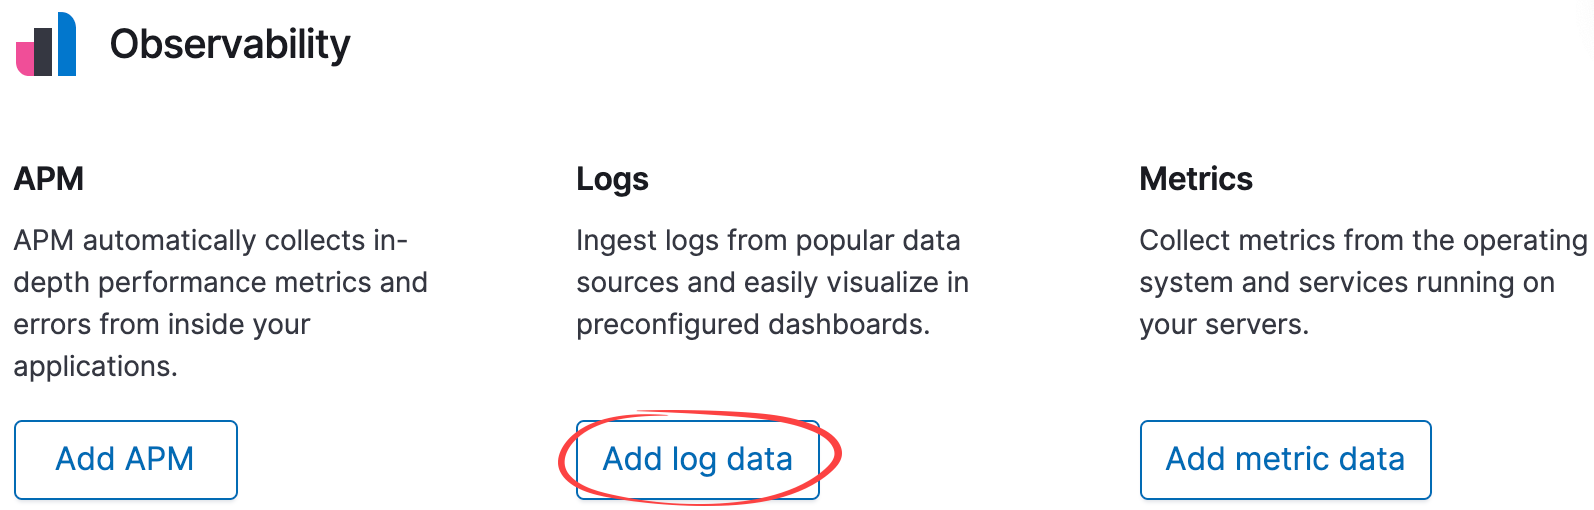 Observability
APM
APM automatically collects in-
depth performance metrics and
errors from inside your
applications.
Add APM
Logs
Ingest logs from popular data
sources and easily visualize in
preconfigured dashboards.
Add log data
Metrics
Collect metrics from the operating
system and services running on
your servers.
Add metric data